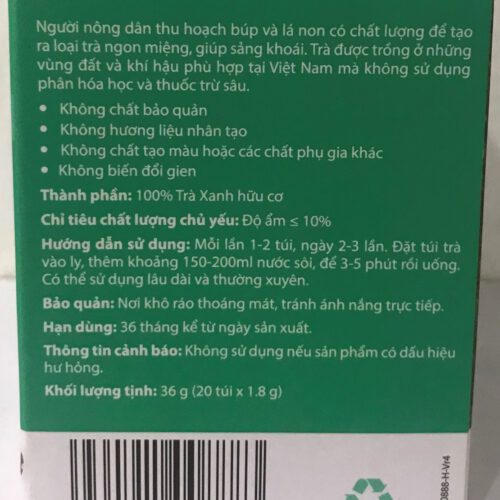 Người nông dân thu hoạch búp và lá non có chất lượng để tạo
ra loại trà ngon miệng, giúp sảng khoái. Trà được trồng ở những
vùng đất và khí hậu phù hợp tại Việt Nam mà không sử dụng
phân hóa học và thuốc trừ sâu.
• Không chất bảo quản
• Không hương liệu nhân tạo
• Không chất tạo màu hoặc các chất phụ gia khác
• Không biến đổi gien
Thành phần: 100% Trà Xanh hữu cơ
Chỉ tiêu chất lượng chủ yếu: Độ ẩm ≤ 10%
Hướng dẫn sử dụng: Mỗi lần 1-2 túi, ngày 2-3 lần. Đặt túi trà
vào ly, thêm khoảng 150-200ml nước sôi, để 3-5 phút rồi uống.
Có thể sử dụng lâu dài và thường xuyên.
Bảo quản: Nơi khô ráo thoáng mát, tránh ánh nắng trực tiếp.
Hạn dùng: 36 tháng kể từ ngày sản xuất.
Thông tin cảnh báo: Không sử dụng nếu sản phẩm có dấu hiệu
hư hỏng.
Khối lượng tịnh: 36 g (20 túi x 1.8 g)
0888-H-Vr4